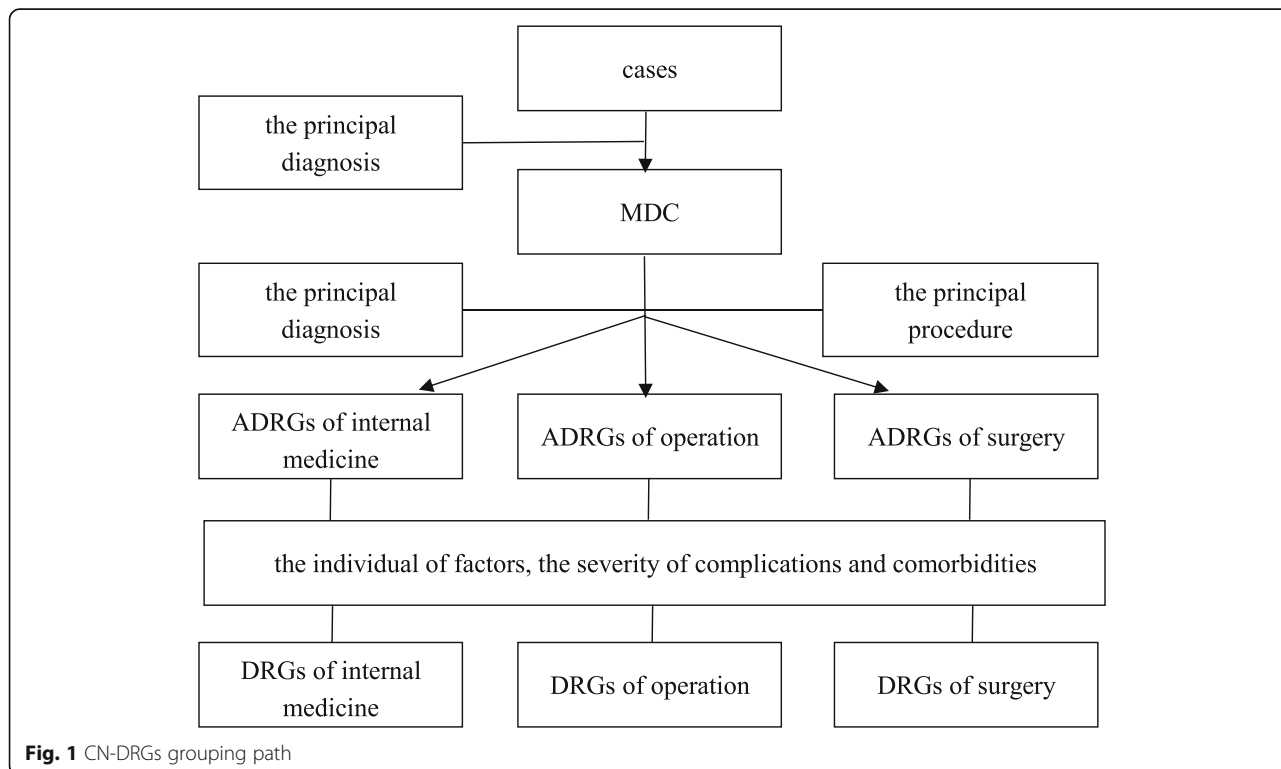 cases
the principal
diagnosis
MDC
the principal
diagnosis
the principal
procedure
ADRGs of internal
medicine
ADRGs of operation
ADRGs of surgery
the individual of factors, the severity of complications and comorbidities
DRGs of internal
medicine
DRGs of operation
DRGs of surgery
Fig. 1 CN-DRGs grouping path